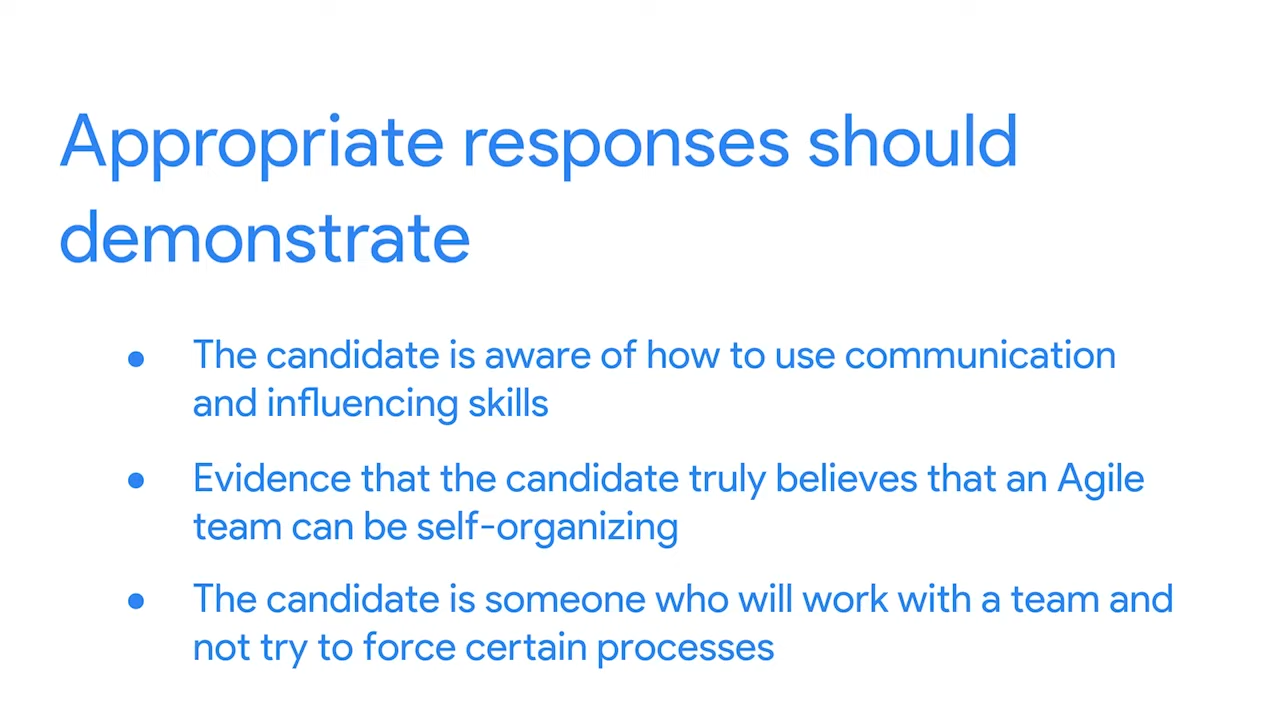 Appropriate responses should
demonstrate
● The candidate is aware of how to use communication
and influencing skills
● Evidence that the candidate truly believes that an Agile
team can be self-organizing
● The candidate is someone who will work with a team and
not try to force certain processes